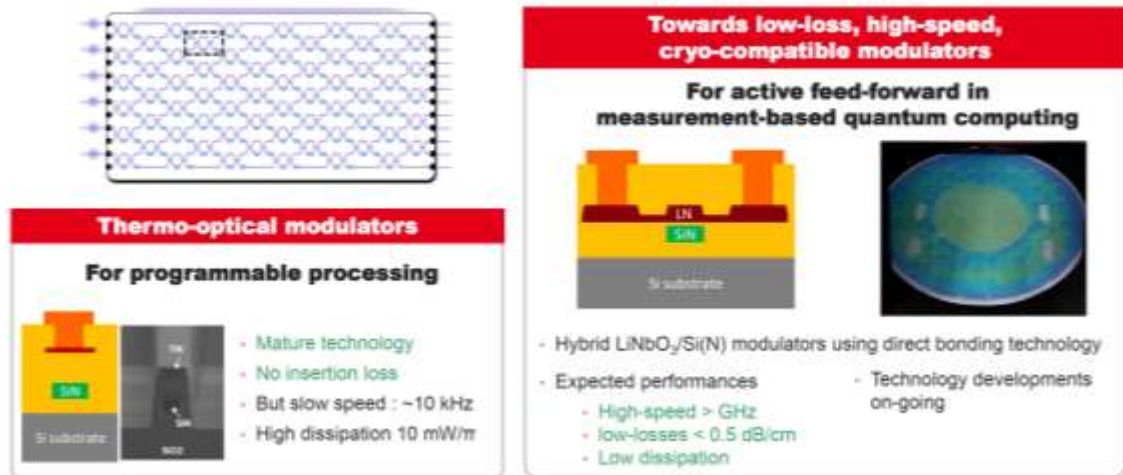 Towards low-loss, high-speed,
cryo-compatible modulators
For active feed-forward in
measurement-based quantum computing
LN
SiN
Si substrate
- Hybrid LiNbO3/Si(N) modulators using direct bonding technology
- Expected performances
- High-speed > GHz
- low-losses < 0.5 dB/cm
- Low dissipation
- Technology developments
on-going
Thermo-optical modulators
For programmable processing
SiN
Si substrate
SiN
- Mature technology
- No insertion loss
- But slow speed : ~10 kHz
- High dissipation 10 mW/π